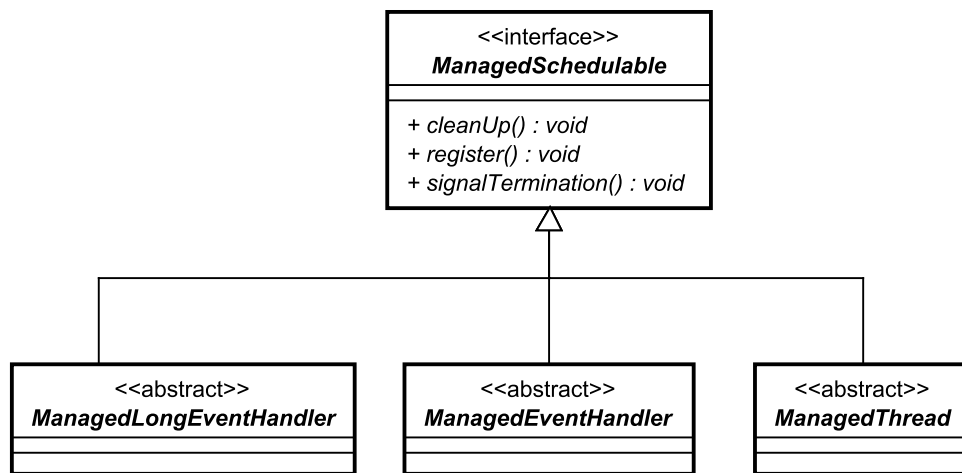 <<interface>>
ManagedSchedulable
+ cleanUp() : void
+ register() : void
+ signalTermination() : void
<<abstract>>
ManagedLongEventHandler
<<abstract>>
ManagedEventHandler
<<abstract>>
ManagedThread